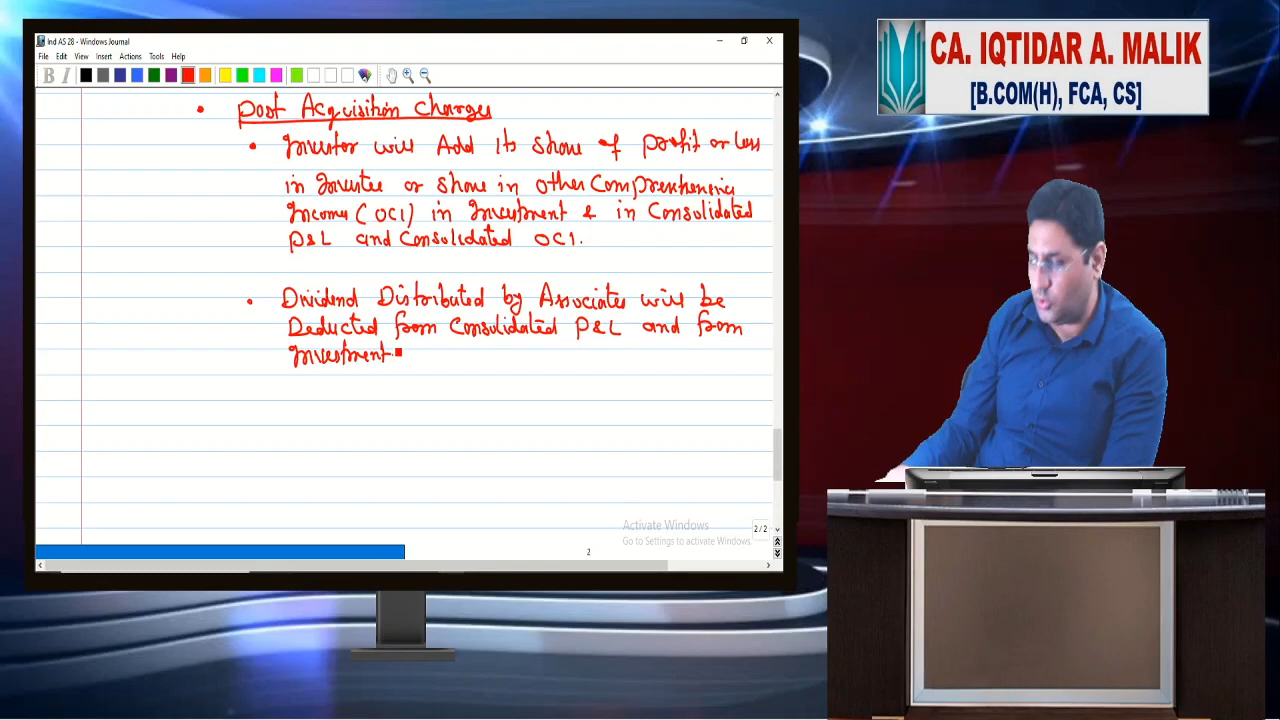 Ind AS 28 - Windows Journal
File Edit View Insert Actions Tools Help
B I
CA. IQTIDAR A. MALIK
[B.COM(H), FCA, CS]
• Post Acquisition Charges
• Investor will Add its Share of Profit or Loss
in Investee or Share in other Comprehensive
Income (OCI) in Investment & in Consolidated
P&L and Consolidated OCI.
• Dividend Distributed by Associates will be
Deducted from Consolidated P&L and from
Investment.
Activate Windows
Go to Settings to activate Windows.
2 / 2
2